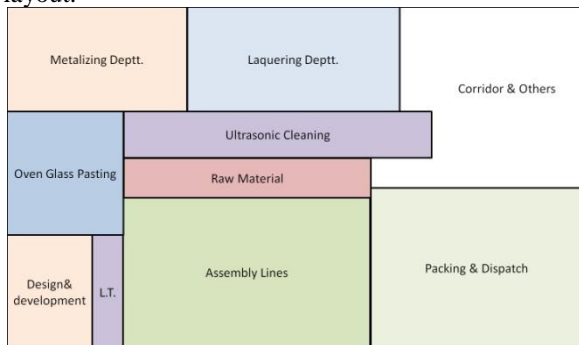 layout.
Metalizing Deptt.
Laquering Deptt.
Corridor & Others
Ultrasonic Cleaning
Oven Glass Pasting
Raw Material
Assembly Lines
Packing & Dispatch
Design&
development
L.T.